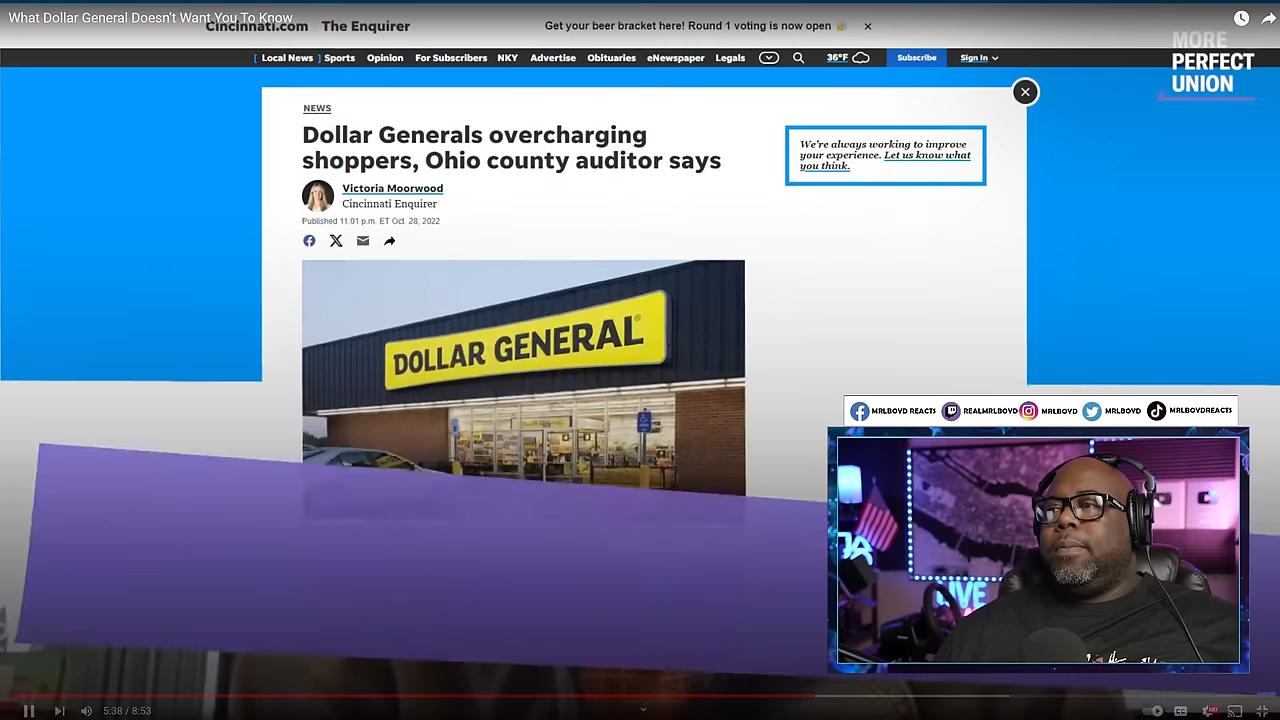 What Dollar General Doesn't Want You To Know
Cincinnati.com The Enquirer
Get your beer bracket here! Round 1 voting is now open
MORE
PERFECT
UNION
[ Local News ] Sports Opinion For Subscribers NKY Advertise Obituaries eNewspaper Legals
36°F
Subscribe
Sign In
NEWS
Dollar Generals overcharging
shoppers, Ohio county auditor says
Victoria Moorwood
Cincinnati Enquirer
Published 11:01 p.m. ET Oct. 28, 2022
We're always working to improve
your experience. Let us know what
you think.
DOLLAR GENERAL
MRLBOYD REACTS REALMRLBOYD MRLBOYD MRLBOYD MRLBOYDREACTS
LIVE
5:38 / 8:53
CC
HD